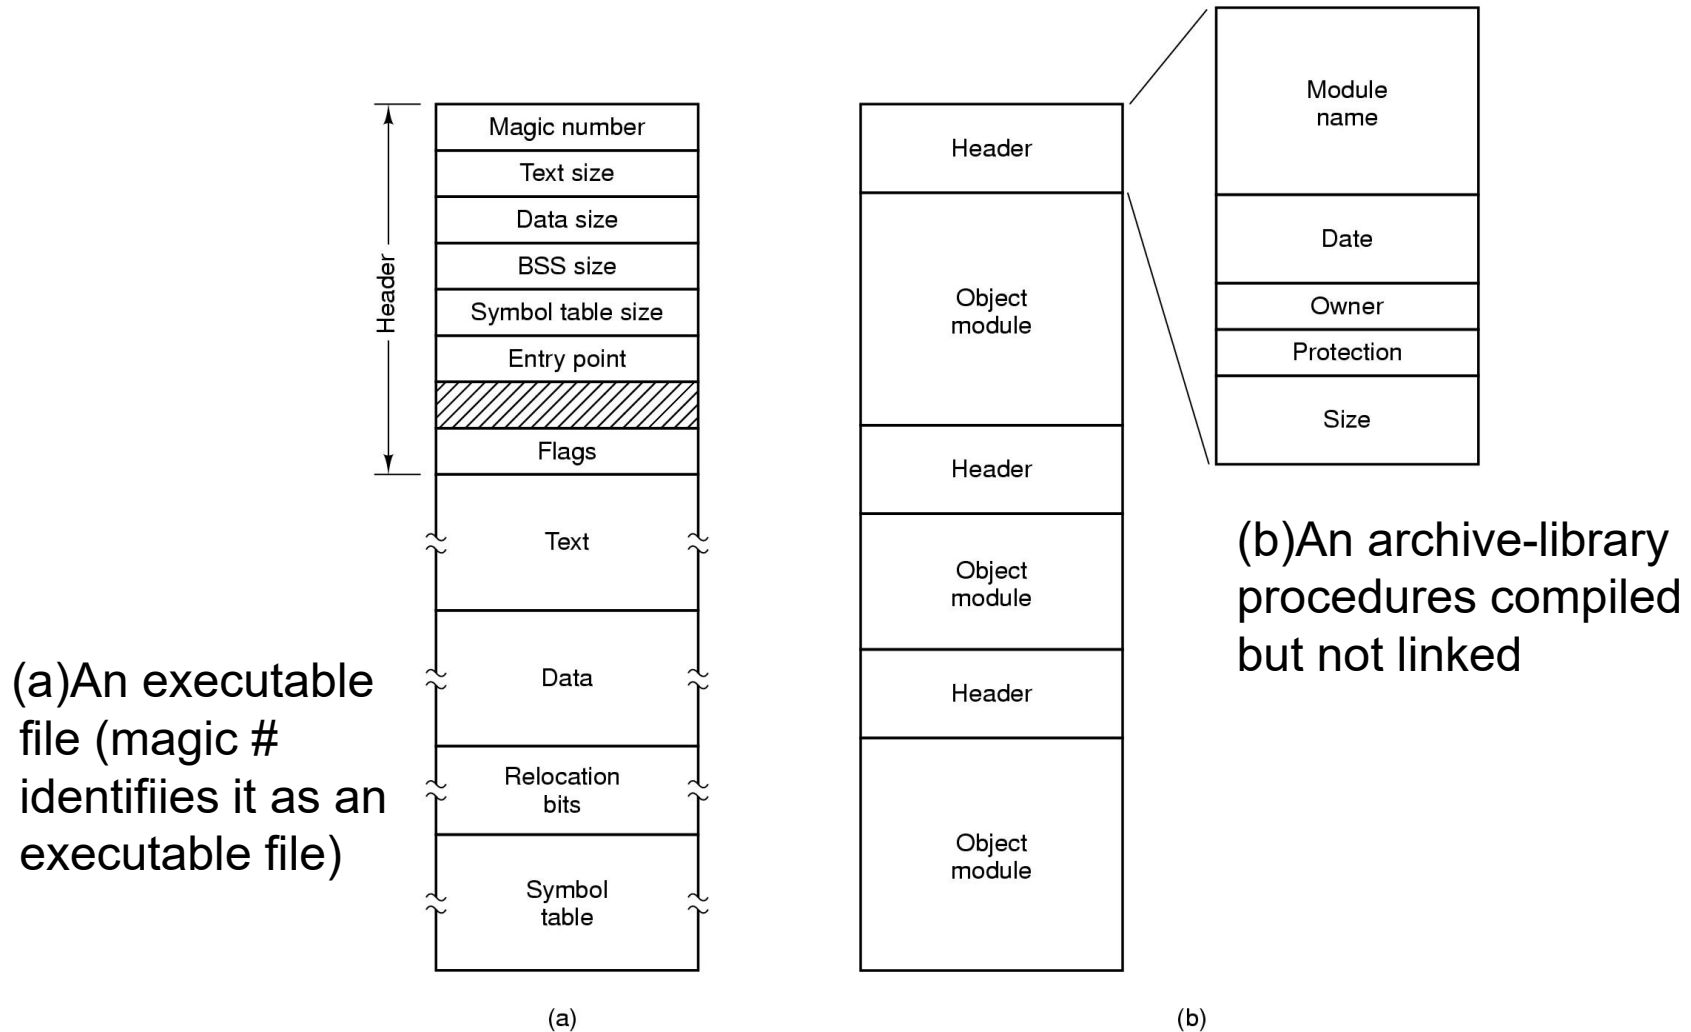 Header
Magic number
Text size
Data size
BSS size
Symbol table size
Entry point
Flags
Text
Data
Relocation
bits
Symbol
table
(a)An executable
file (magic #
identifiies it as an
executable file)
(a)
Header
Object
module
Header
Object
module
Header
Object
module
Module
name
Date
Owner
Protection
Size
(b)An archive-library
procedures compiled
but not linked
(b)